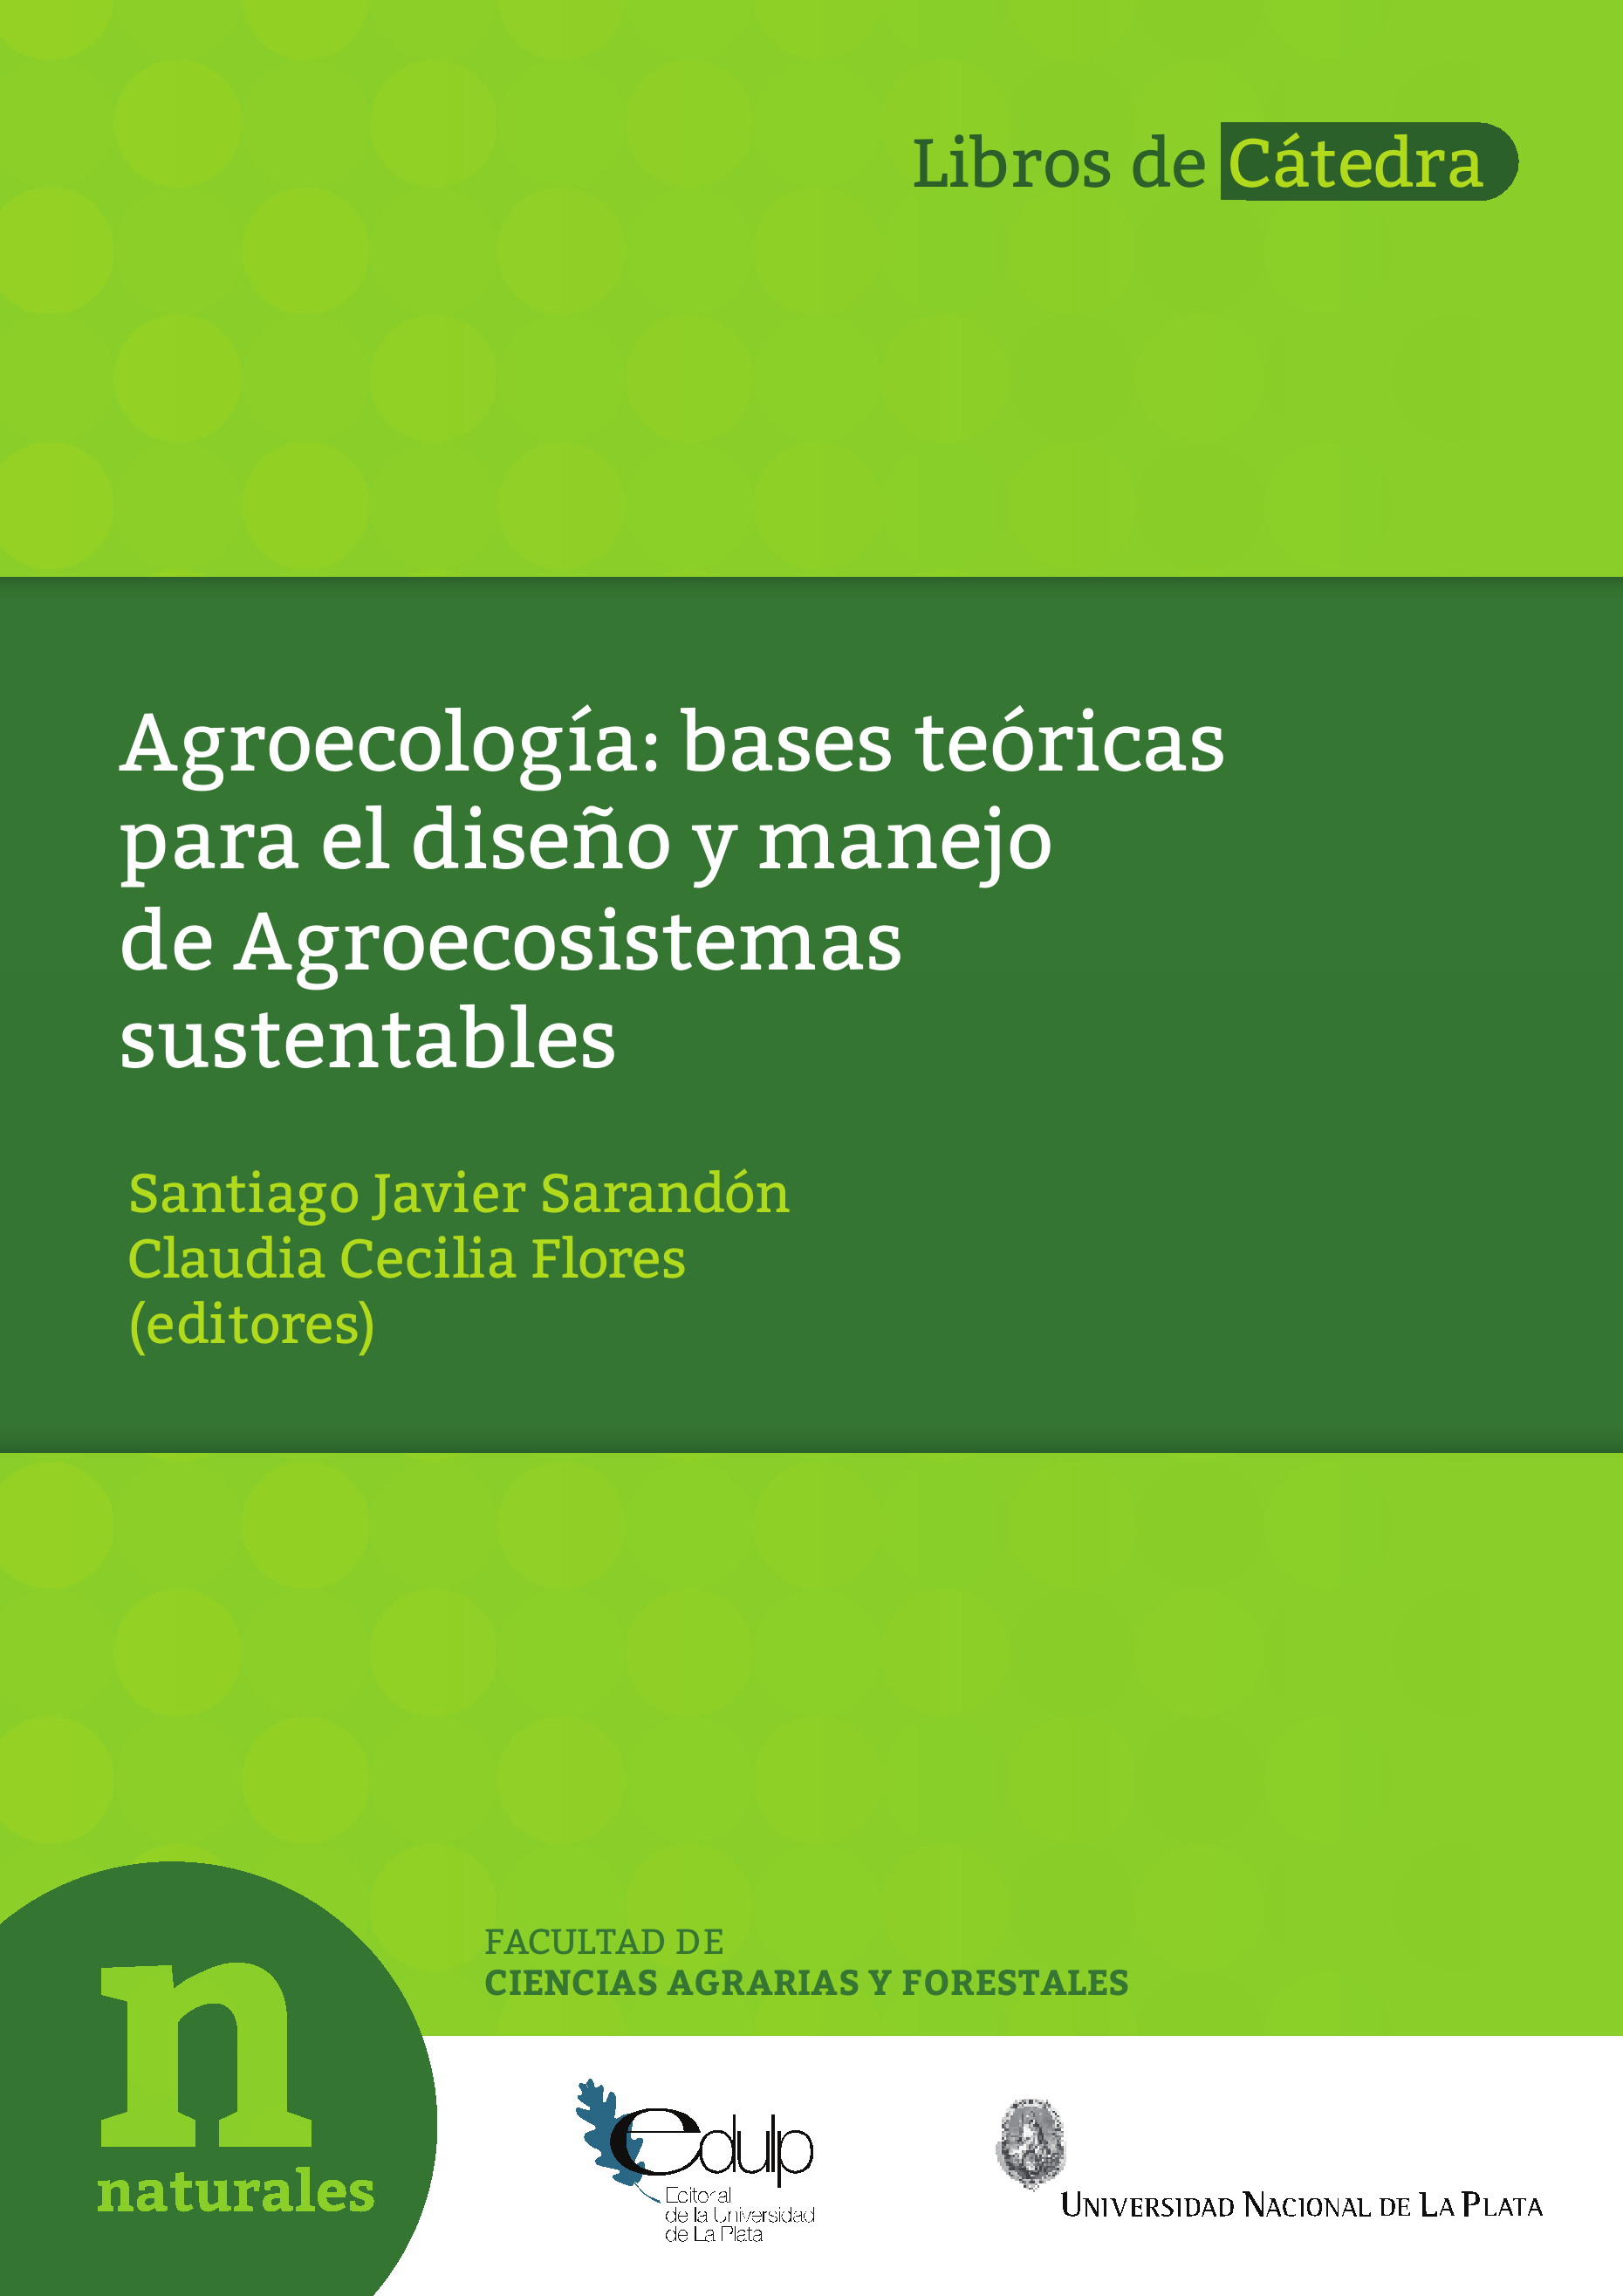 Libros de Cátedra
Agroecología: bases teóricas
para el diseño y manejo
de Agroecosistemas
sustentables
Santiago Javier Sarandón
Claudia Cecilia Flores
(editores)
FACULTAD DE
CIENCIAS AGRARIAS Y FORESTALES
n
naturales
edulp
Editorial
de la Universidad
de La Plata
UNIVERSIDAD NACIONAL DE LA PLATA